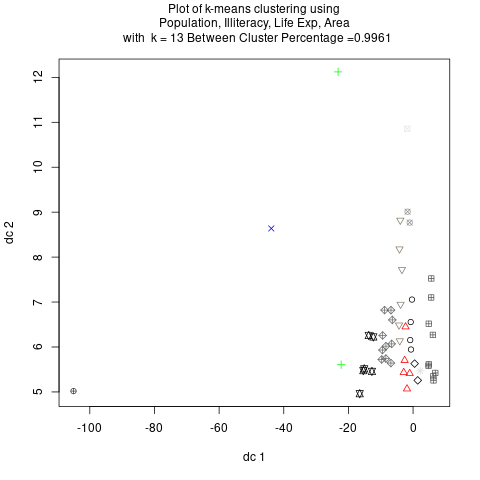 Plot of k-means clustering using
Population, Illiteracy, Life Exp, Area
with k = 13 Between Cluster Percentage =0.9961
12
11
10
9
8
7
6
5
dc 2
-100 -80 -60 -40 -20 0
dc 1